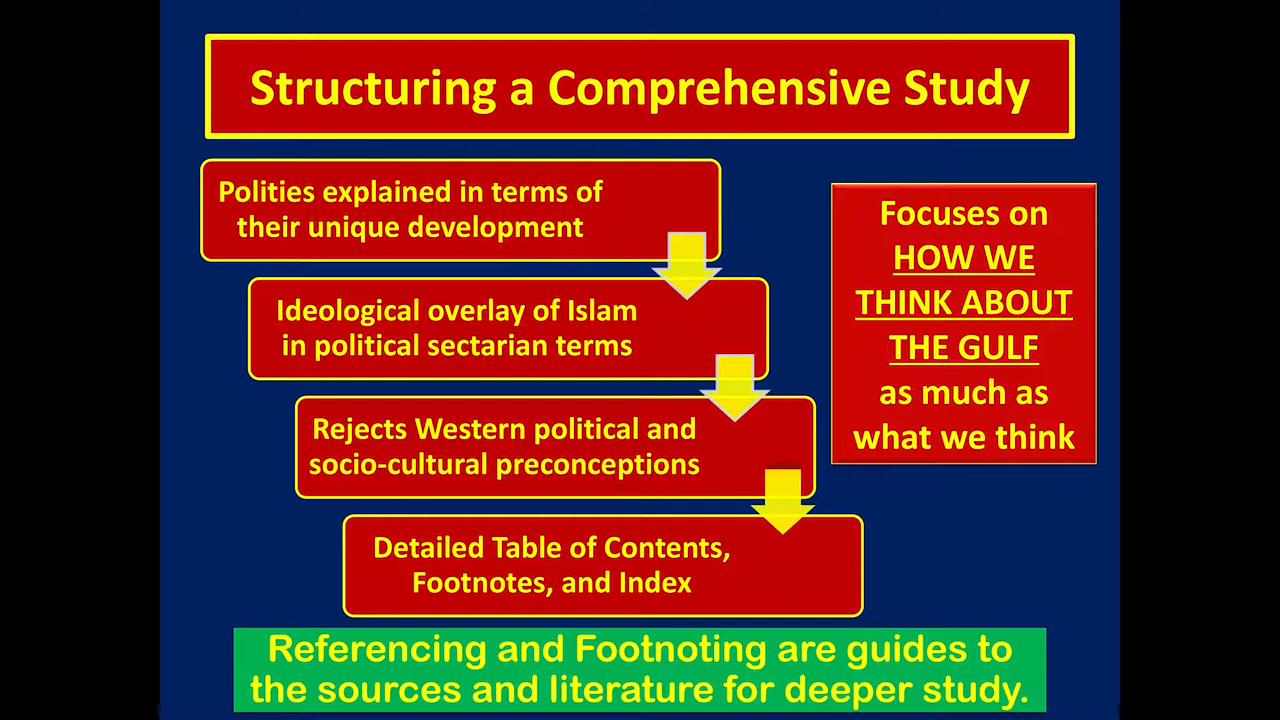 Structuring a Comprehensive Study
Polities explained in terms of
their unique development
Ideological overlay of Islam
in political sectarian terms
Rejects Western political and
socio-cultural preconceptions
Detailed Table of Contents,
Footnotes, and Index
Focuses on
HOW WE
THINK ABOUT
THE GULF
as much as
what we think
Referencing and Footnoting are guides to
the sources and literature for deeper study.